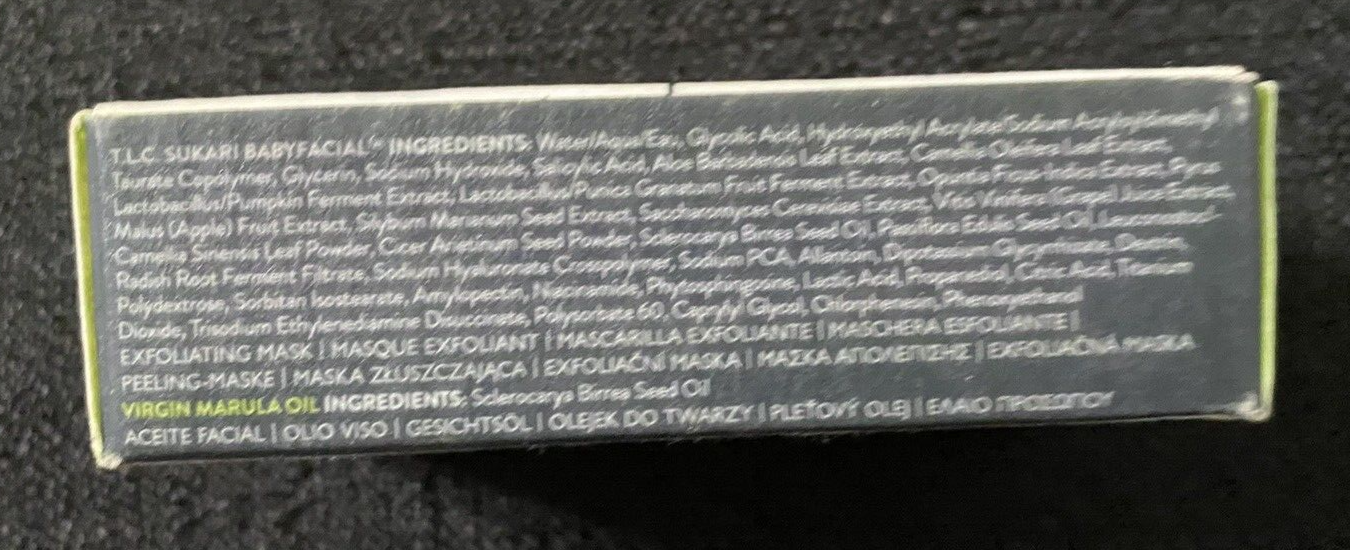 T.L.C. SUKARI BABYFACIAL™ INGREDIENTS: Water/Aqua/Eau, Glycolic Acid, Hydroxyethyl Acrylate/Sodium Acryloyldimethyl
Taurate Copolymer, Glycerin, Sodium Hydroxide, Salicylic Acid, Aloe Barbadensis Leaf Extract, Camellia Oleifera Leaf Extract,
Lactobacillus/Pumpkin Ferment Extract, Lactobacillus/Punica Granatum Fruit Ferment Extract, Opuntia Ficus-Indica Extract, Pyrus
Malus (Apple) Fruit Extract, Silybum Marianum Seed Extract, Saccharomyces Cerevisiae Extract, Vitis Vinifera (Grape) Juice Extract,
Camellia Sinensis Leaf Powder, Cicer Arietinum Seed Powder, Sclerocarya Birrea Seed Oil, Passiflora Edulis Seed Oil, Leuconostoc/
Radish Root Ferment Filtrate, Sodium Hyaluronate Crosspolymer, Sodium PCA, Allantoin, Dipotassium Glycyrrhizate, Dextrin,
Polydextrose, Sorbitan Isostearate, Amylopectin, Niacinamide, Phytosphingosine, Lactic Acid, Propanediol, Citric Acid, Titanium
Dioxide, Trisodium Ethylenediamine Disuccinate, Polysorbate 60, Caprylyl Glycol, Chlorphenesin, Phenoxyethanol
EXFOLIATING MASK | MASQUE EXFOLIANT | MASCARILLA EXFOLIANTE | MASCHERA ESFOLIANTE |
PEELING-MASKE | MASKA ZŁUSZCZAJĄCA | EXFOLIAČNÍ MASKA | ΜΑΣΚΑ ΑΠΟΛΕΠΙΣΗΣ | EXFOLIAČNÁ MASKA
VIRGIN MARULA OIL INGREDIENTS: Sclerocarya Birrea Seed Oil
ACEITE FACIAL | OLIO VISO | GESICHTSÖL | OLEJEK DO TWARZY | PLEŤOVÝ OLEJ | ΕΛΑΙΟ ΠΡΟΣΩΠΟΥ